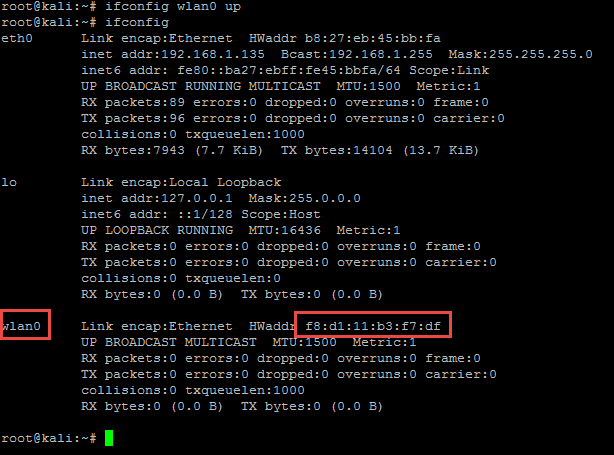 root@kali:~# ifconfig wlan0 up
root@kali:~# ifconfig
eth0      Link encap:Ethernet  HWaddr b8:27:eb:45:bb:fa
          inet addr:192.168.1.135  Bcast:192.168.1.255  Mask:255.255.255.0
          inet6 addr: fe80::ba27:ebff:fe45:bbfa/64 Scope:Link
          UP BROADCAST RUNNING MULTICAST  MTU:1500  Metric:1
          RX packets:89 errors:0 dropped:0 overruns:0 frame:0
          TX packets:96 errors:0 dropped:0 overruns:0 carrier:0
          collisions:0 txqueuelen:1000
          RX bytes:7943 (7.7 KiB)  TX bytes:14104 (13.7 KiB)
lo        Link encap:Local Loopback
          inet addr:127.0.0.1  Mask:255.0.0.0
          inet6 addr: ::1/128 Scope:Host
          UP LOOPBACK RUNNING  MTU:16436  Metric:1
          RX packets:0 errors:0 dropped:0 overruns:0 frame:0
          TX packets:0 errors:0 dropped:0 overruns:0 carrier:0
          collisions:0 txqueuelen:0
          RX bytes:0 (0.0 B)  TX bytes:0 (0.0 B)
wlan0     Link encap:Ethernet  HWaddr f8:d1:11:b3:f7:df
          UP BROADCAST MULTICAST  MTU:1500  Metric:1
          RX packets:0 errors:0 dropped:0 overruns:0 frame:0
          TX packets:0 errors:0 dropped:0 overruns:0 carrier:0
          collisions:0 txqueuelen:1000
          RX bytes:0 (0.0 B)  TX bytes:0 (0.0 B)
root@kali:~#